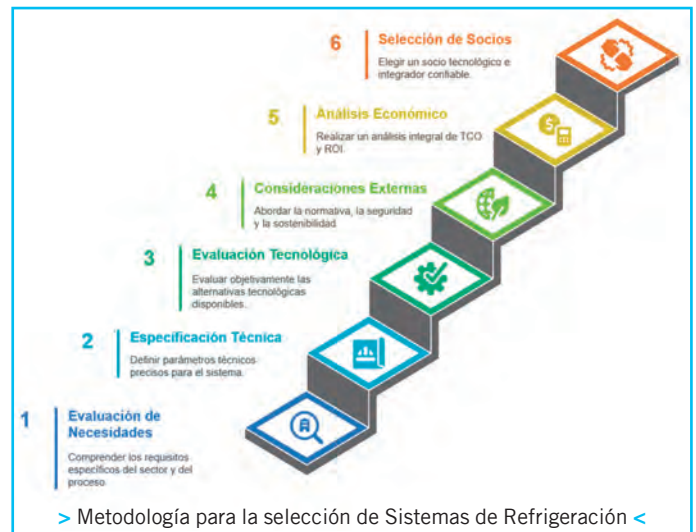 6
Selección de Socios
Elegir un socio tecnológico e
integrador confiable.
5
Análisis Económico
Realizar un análisis integral de TCO
y ROI.
4
Consideraciones Externas
Abordar la normativa, la seguridad
y la sostenibilidad.
3
Evaluación Tecnológica
Evaluar objetivamente las
alternativas tecnológicas
disponibles.
2
Especificación Técnica
Definir parámetros técnicos
precisos para el sistema.
1
Evaluación de
Necesidades
Comprender los requisitos
específicos del sector y del
proceso.
> Metodología para la selección de Sistemas de Refrigeración <